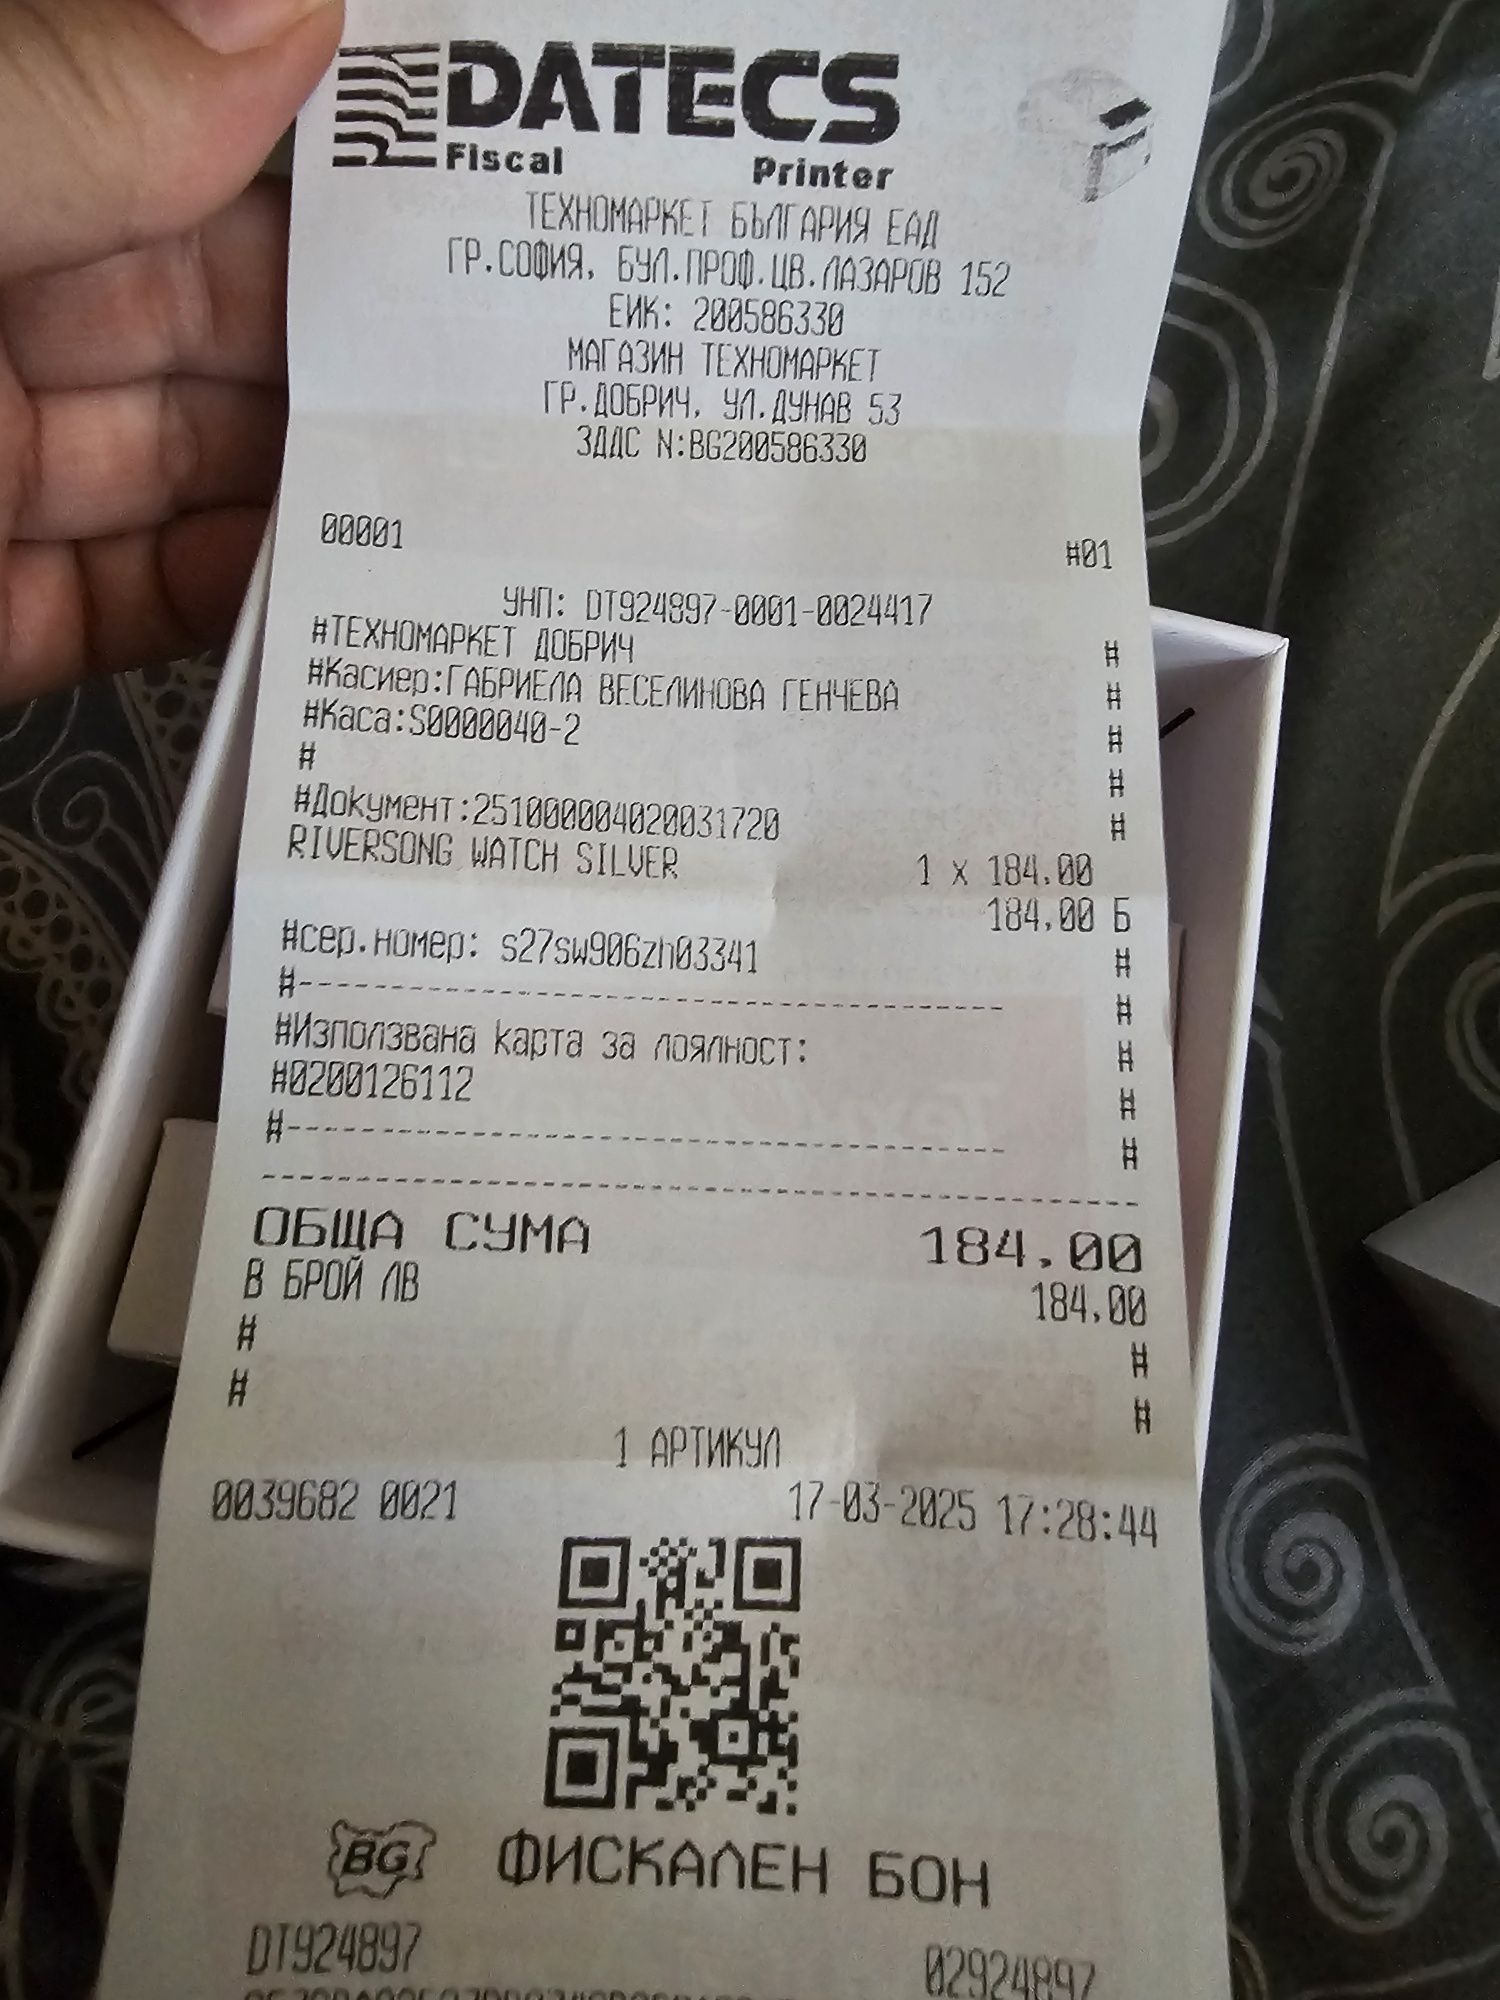 DATECS
Fiscal Printer
ТЕХНОМАРКЕТ БЪЛГАРИЯ ЕАД
ГР.СОФИЯ, БУЛ.ПРОФ.ЦВ.ЛАЗАРОВ 152
ЕИК: 200586330
МАГАЗИН ТЕХНОМАРКЕТ
ГР.ДОБРИЧ, УЛ.ДУНАВ 53
ЗДДС N:BG200586330
00001 #01
УНП: DT924897-0001-0024417
#ТЕХНОМАРКЕТ ДОБРИЧ #
#Касиер:ГАБРИЕЛА ВЕСЕЛИНОВА ГЕНЧЕВА #
#Каса:S0000040-2 #
# #
#Документ:251000004020031720 #
RIVERSONG WATCH SILVER 1 x 184.00
184.00 Б
#сер.номер: s27sw906zh03341 #
#---------------------------------- #
#Използвана карта за лоялност: #
#0200126112 #
#---------------------------------- #
------------------------------------------
ОБЩА СУМА 184.00
В БРОЙ ЛВ 184.00
# #
# #
1 АРТИКУЛ
0039682 0021 17-03-2025 17:28:44
BG ФИСКАЛЕН БОН
DT924897 02924897